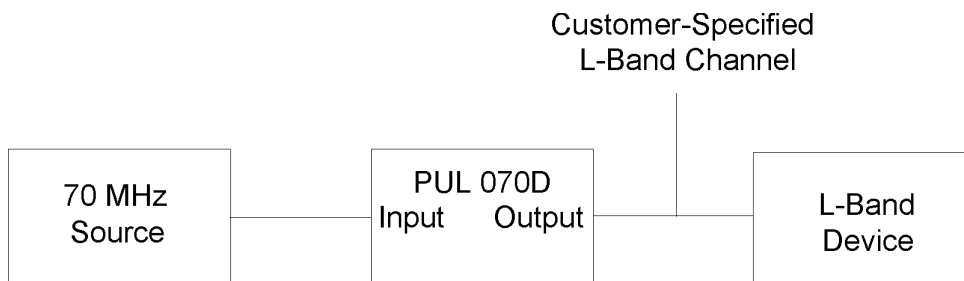 Customer-Specified
L-Band Channel
70 MHz
Source
PUL 070D
Input Output
L-Band
Device